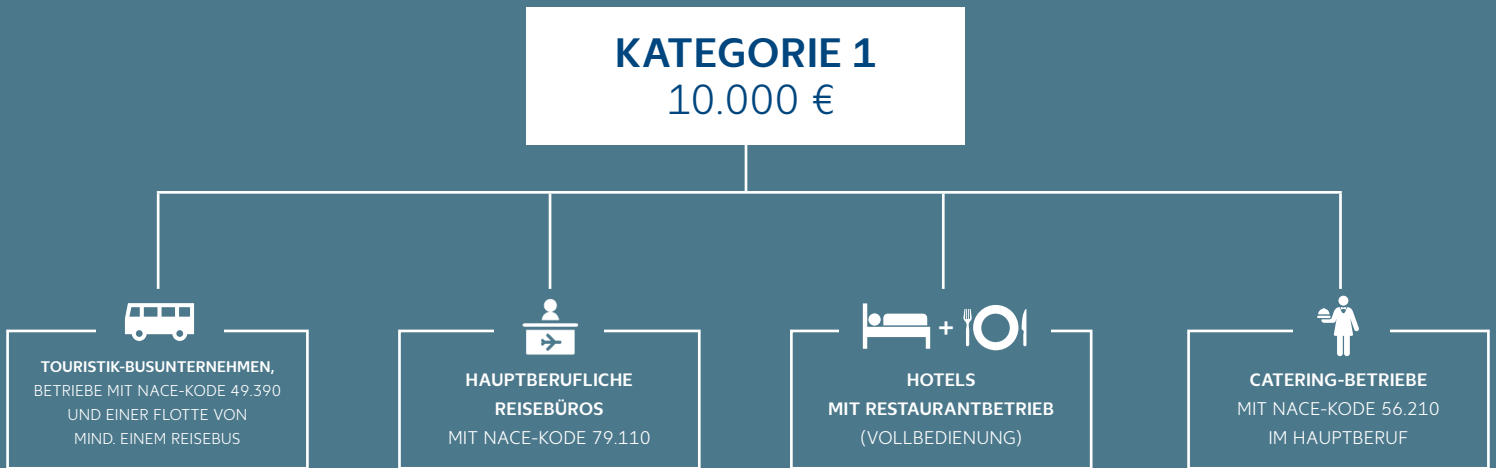 KATEGORIE 1
10.000 €
TOURISTIK-BUSUNTERNEHMEN,
BETRIEBE MIT NACE-KODE 49.390
UND EINER FLOTTE VON
MIND. EINEM REISEBUS
HAUPTBERUFLICHE
REISEBÜROS
MIT NACE-KODE 79.110
+
HOTELS
MIT RESTAURANTBETRIEB
(VOLLBEDIENUNG)
CATERING-BETRIEBE
MIT NACE-KODE 56.210
IM HAUPTBERUF